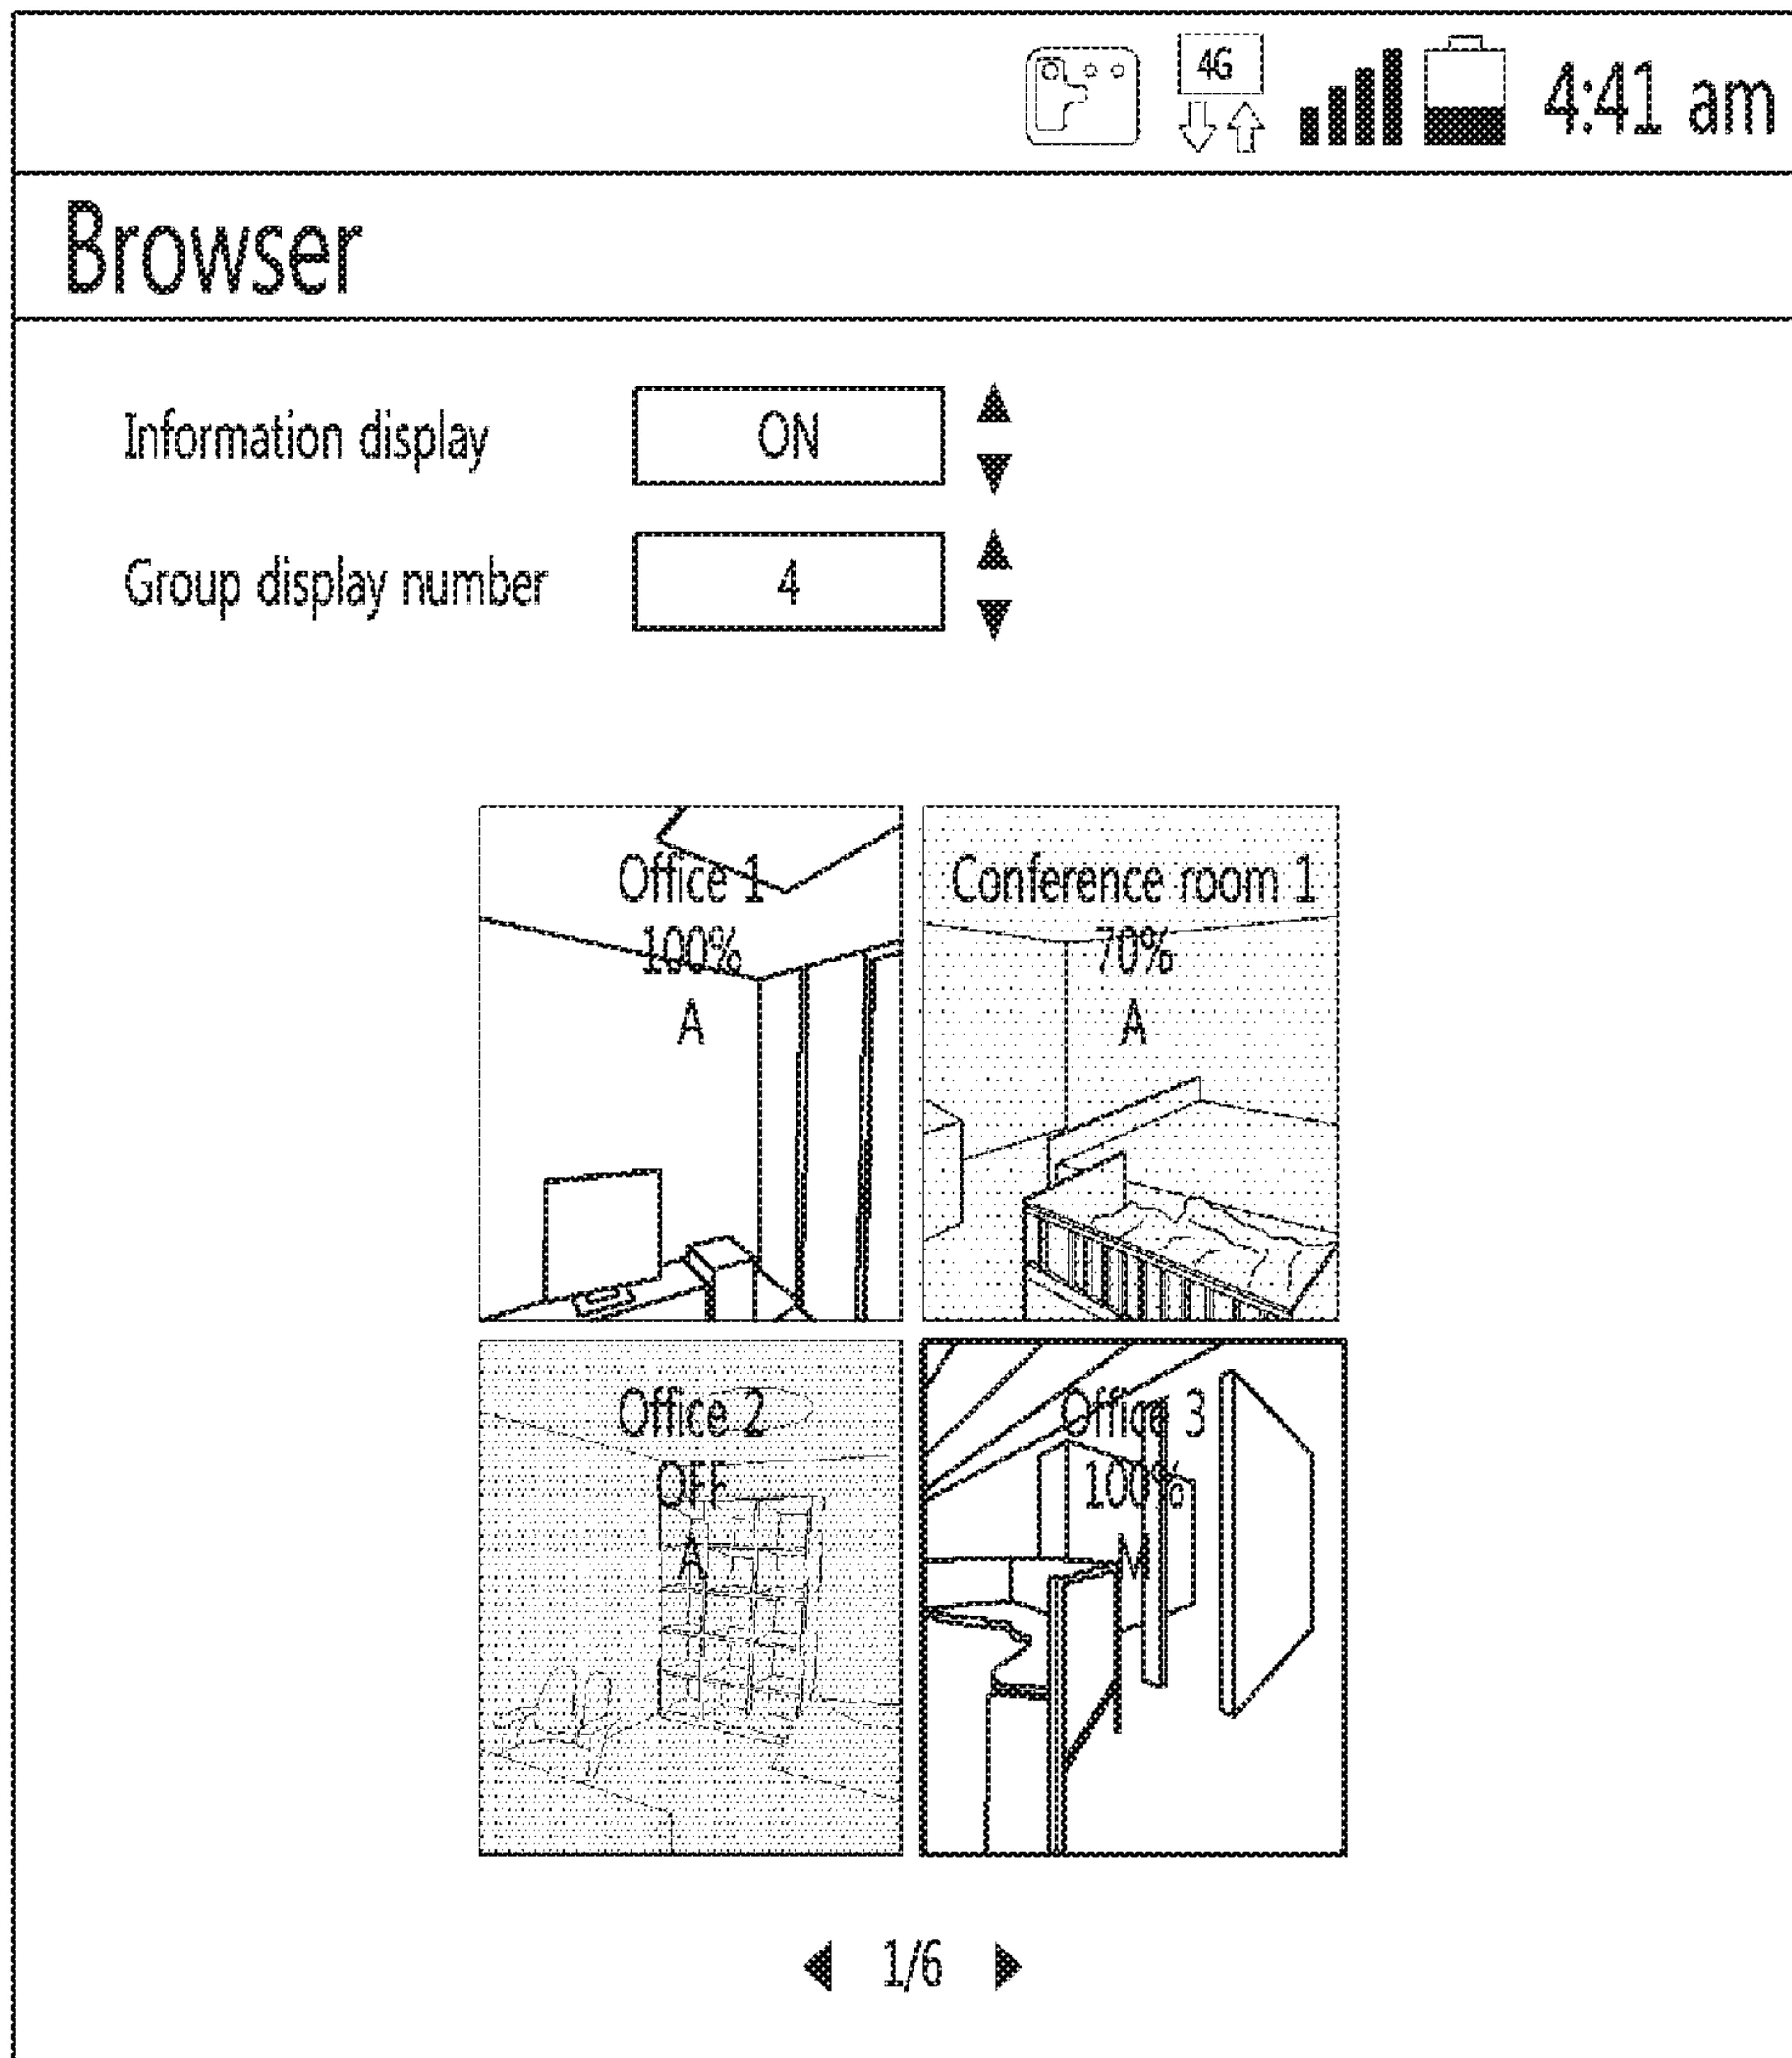 4G
4:41 am
Browser
Information display ON
Group display number 4
Office 1
100%
A
Conference room 1
70%
A
Office 2
OFF
A
Office 3
100%
M
1/6